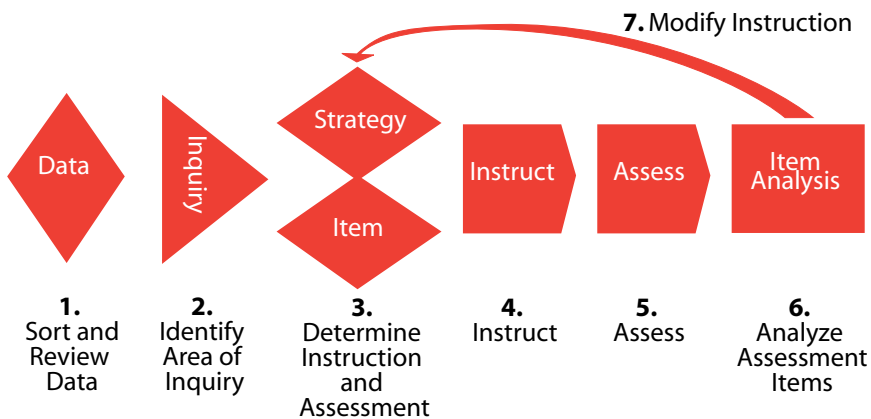 7. Modify Instruction
Data
Inquiry
Strategy
Item
Instruct
Assess
Item
Analysis
1.
Sort and
Review
Data
2.
Identify
Area of
Inquiry
3.
Determine
Instruction
and
Assessment
4.
Instruct
5.
Assess
6.
Analyze
Assessment
Items